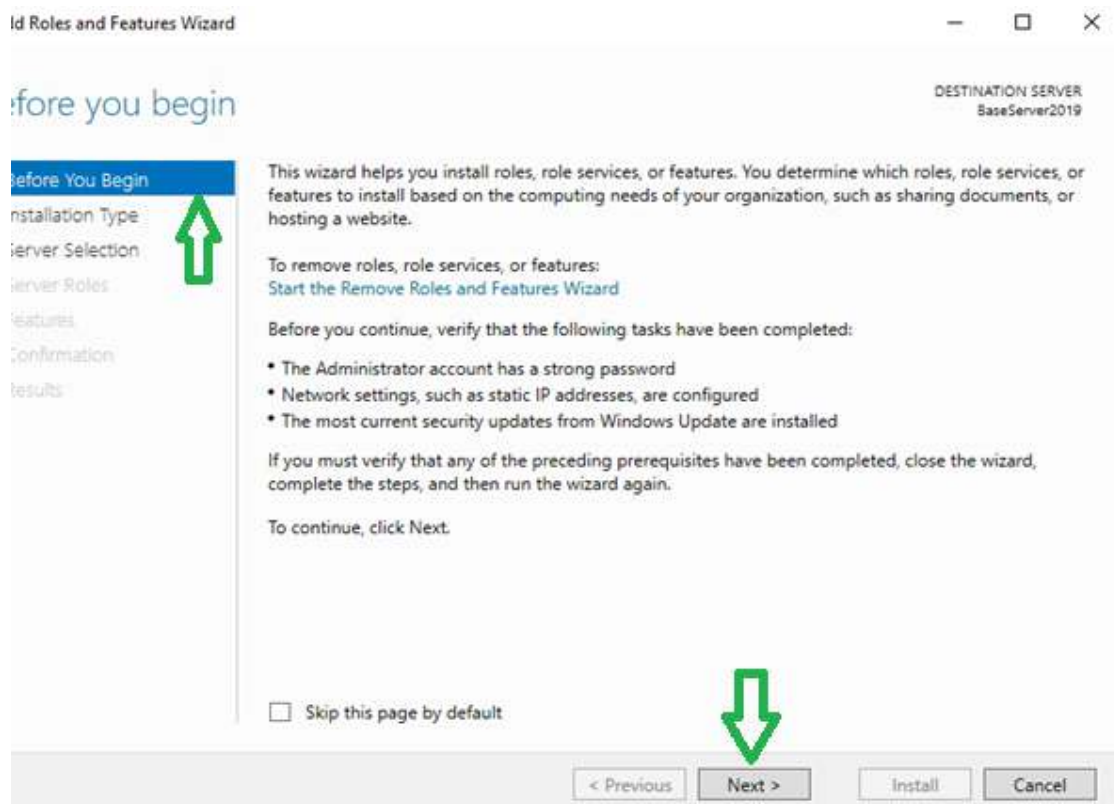 ld Roles and Features Wizard
efore you begin
DESTINATION SERVER
BaseServer2019
Before You Begin
nstallation Type
Server Selection
Server Roles
Features
Confirmation
Results
This wizard helps you install roles, role services, or features. You determine which roles, role services, or
features to install based on the computing needs of your organization, such as sharing documents, or
hosting a website.
To remove roles, role services, or features:
Start the Remove Roles and Features Wizard
Before you continue, verify that the following tasks have been completed:
• The Administrator account has a strong password
• Network settings, such as static IP addresses, are configured
• The most current security updates from Windows Update are installed
If you must verify that any of the preceding prerequisites have been completed, close the wizard,
complete the steps, and then run the wizard again.
To continue, click Next.
Skip this page by default
< Previous
Next >
Install
Cancel